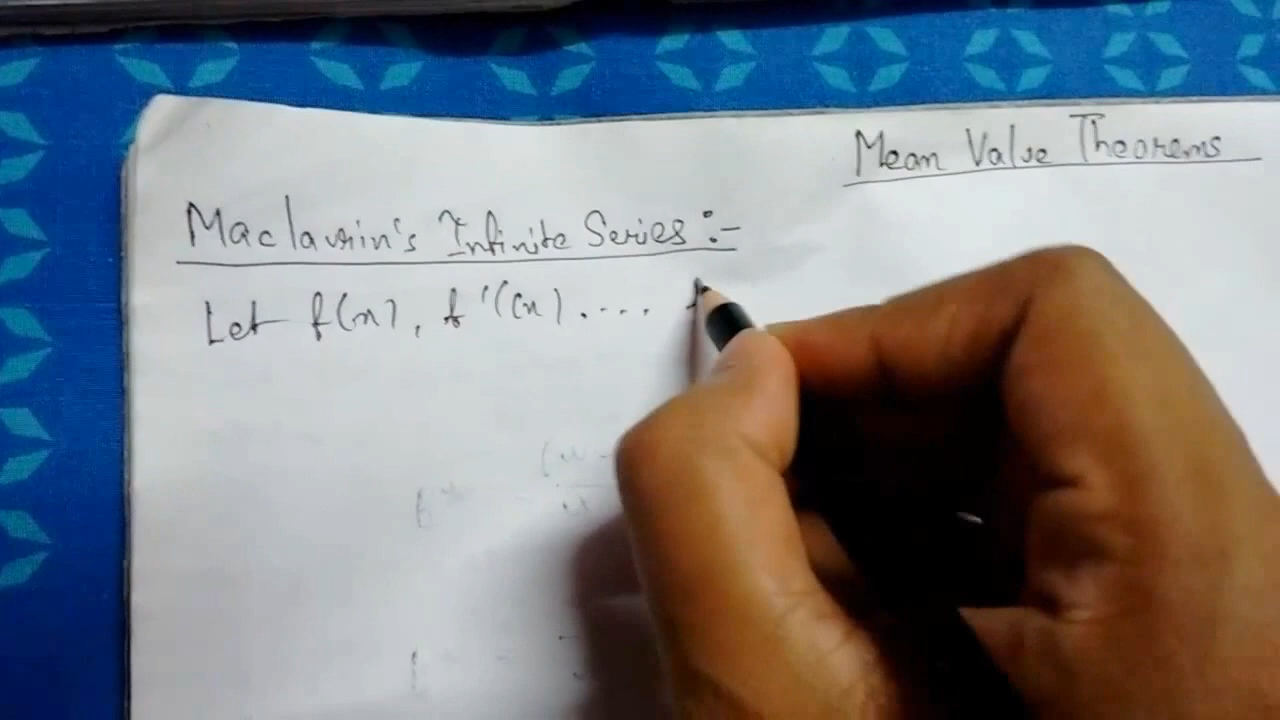 Mean Value Theorems
Maclaurin's Infinite Series :-
Let f(x), f'(x) ....